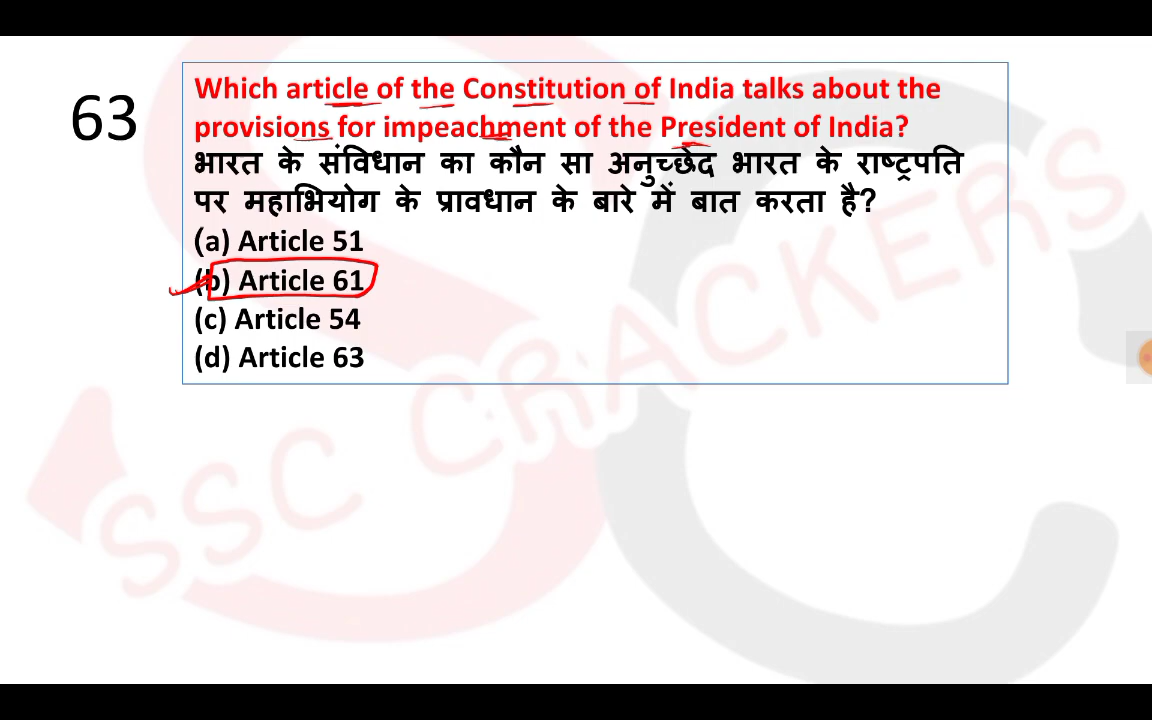 63
Which article of the Constitution of India talks about the
provisions for impeachment of the President of India?
भारत के संविधान का कौन सा अनुच्छेद भारत के राष्ट्रपति
पर महाभियोग के प्रावधान के बारे में बात करता है?
(a) Article 51
(b) Article 61
(c) Article 54
(d) Article 63
SSC CRACKERS